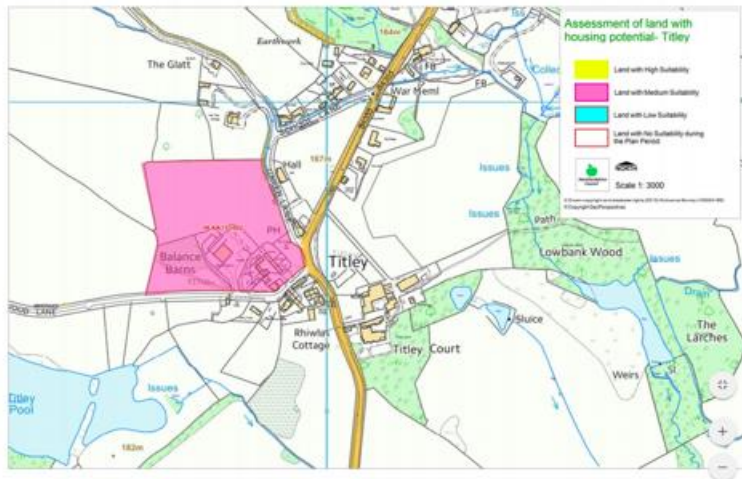 Assessment of land with
housing potential- Titley
Land with High Suitability
Land with Medium Suitability
Land with Low Suitability
Land with No Suitability during
the Plan Period
Scale 1: 3000
Earthwork
The Glatt
164m
FB
War Meml
FB
Collec
Iss
Hall
167m
Issues
Issues
Path
Lowbank Wood
Issues
PH
Balance
Barns
Titley
Drain
The
Larches
LANE
Rhiwlas
Cottage
Titley Court
Sluice
Weirs
Sl
Titley
Pool
Issues
182m